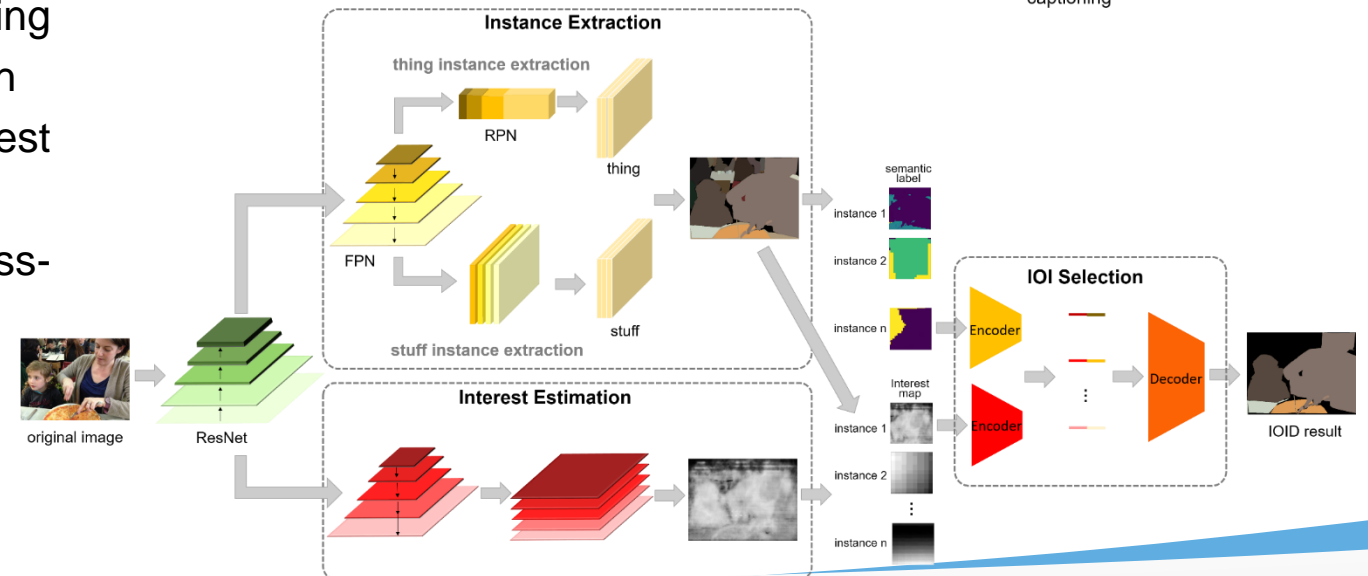 ing
n
est
ss-
captioning
Instance Extraction
thing instance extraction
RPN
thing
FPN
stuff
stuff instance extraction
original image
ResNet
Interest Estimation
semantic
label
instance 1
instance 2
instance n
Interest
map
instance 1
instance 2
⋮
instance n
IOI Selection
Encoder
Encoder
⋮
Decoder
IOID result